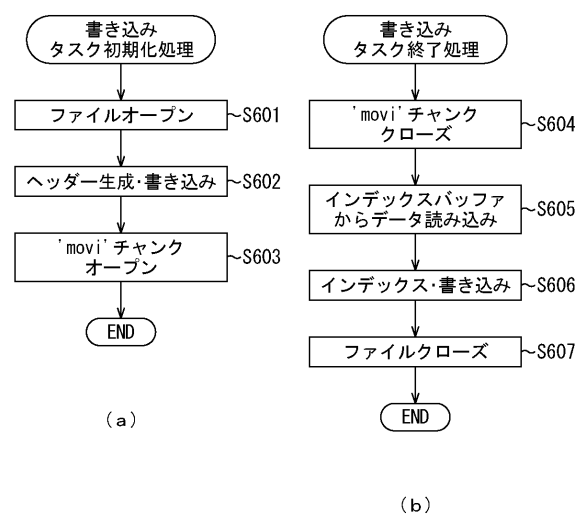 書き込み
タスク初期化処理
ファイルオープン
S601
ヘッダー生成・書き込み
S602
'movi'チャンク
オープン
S603
END
(a)
書き込み
タスク終了処理
'movi'チャンク
クローズ
S604
インデックスバッファ
からデータ読み込み
S605
インデックス・書き込み
S606
ファイルクローズ
S607
END
(b)